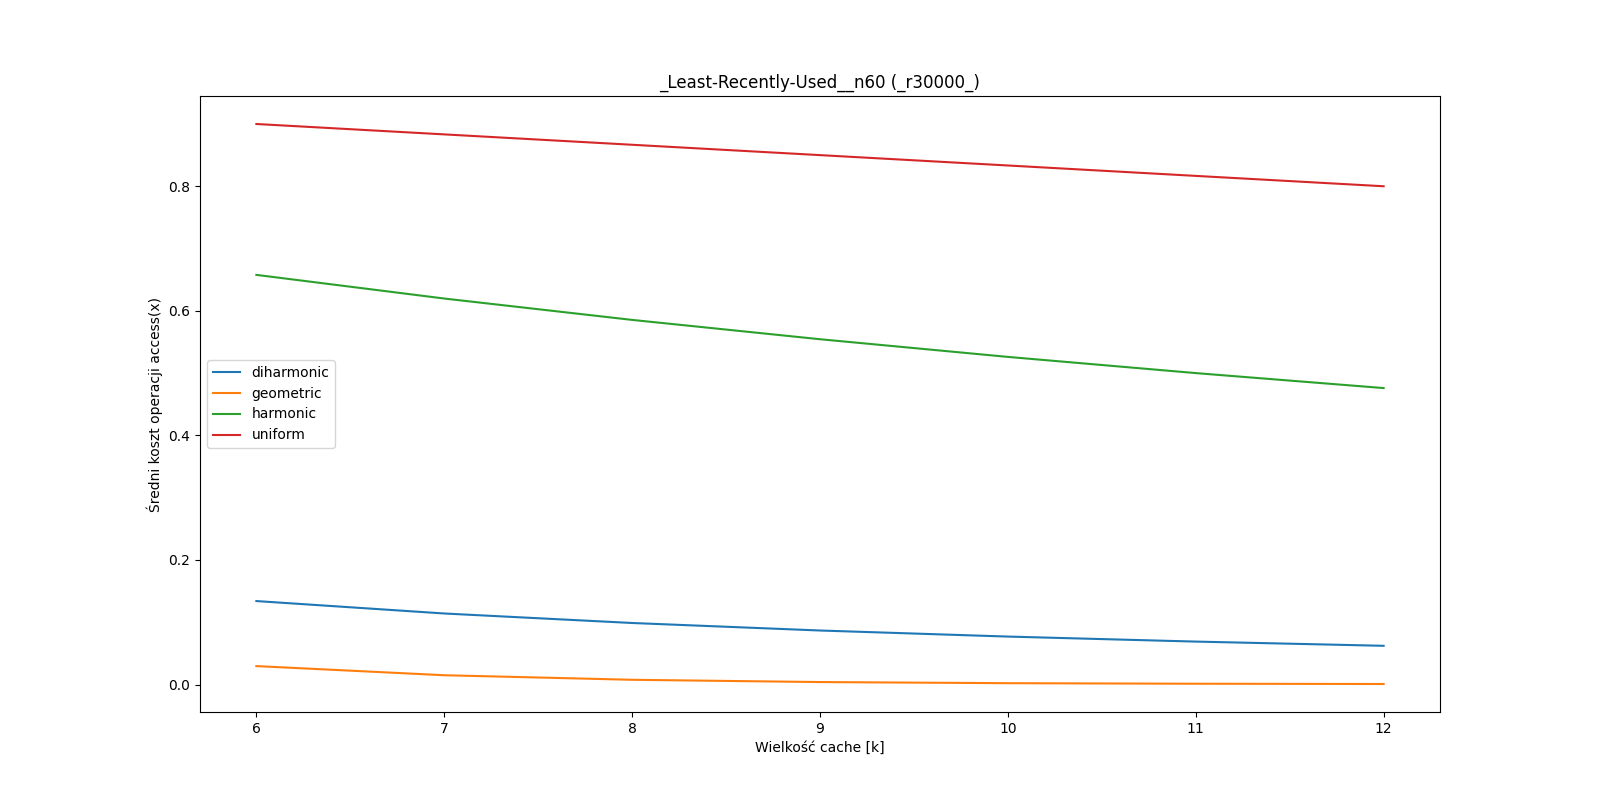 _Least-Recently-Used__n60 (_r30000_)
Średni koszt operacji access(x)
0.8
0.6
0.4
0.2
0.0
diharmonic
geometric
harmonic
uniform
6 7 8 9 10 11 12
Wielkość cache [k]